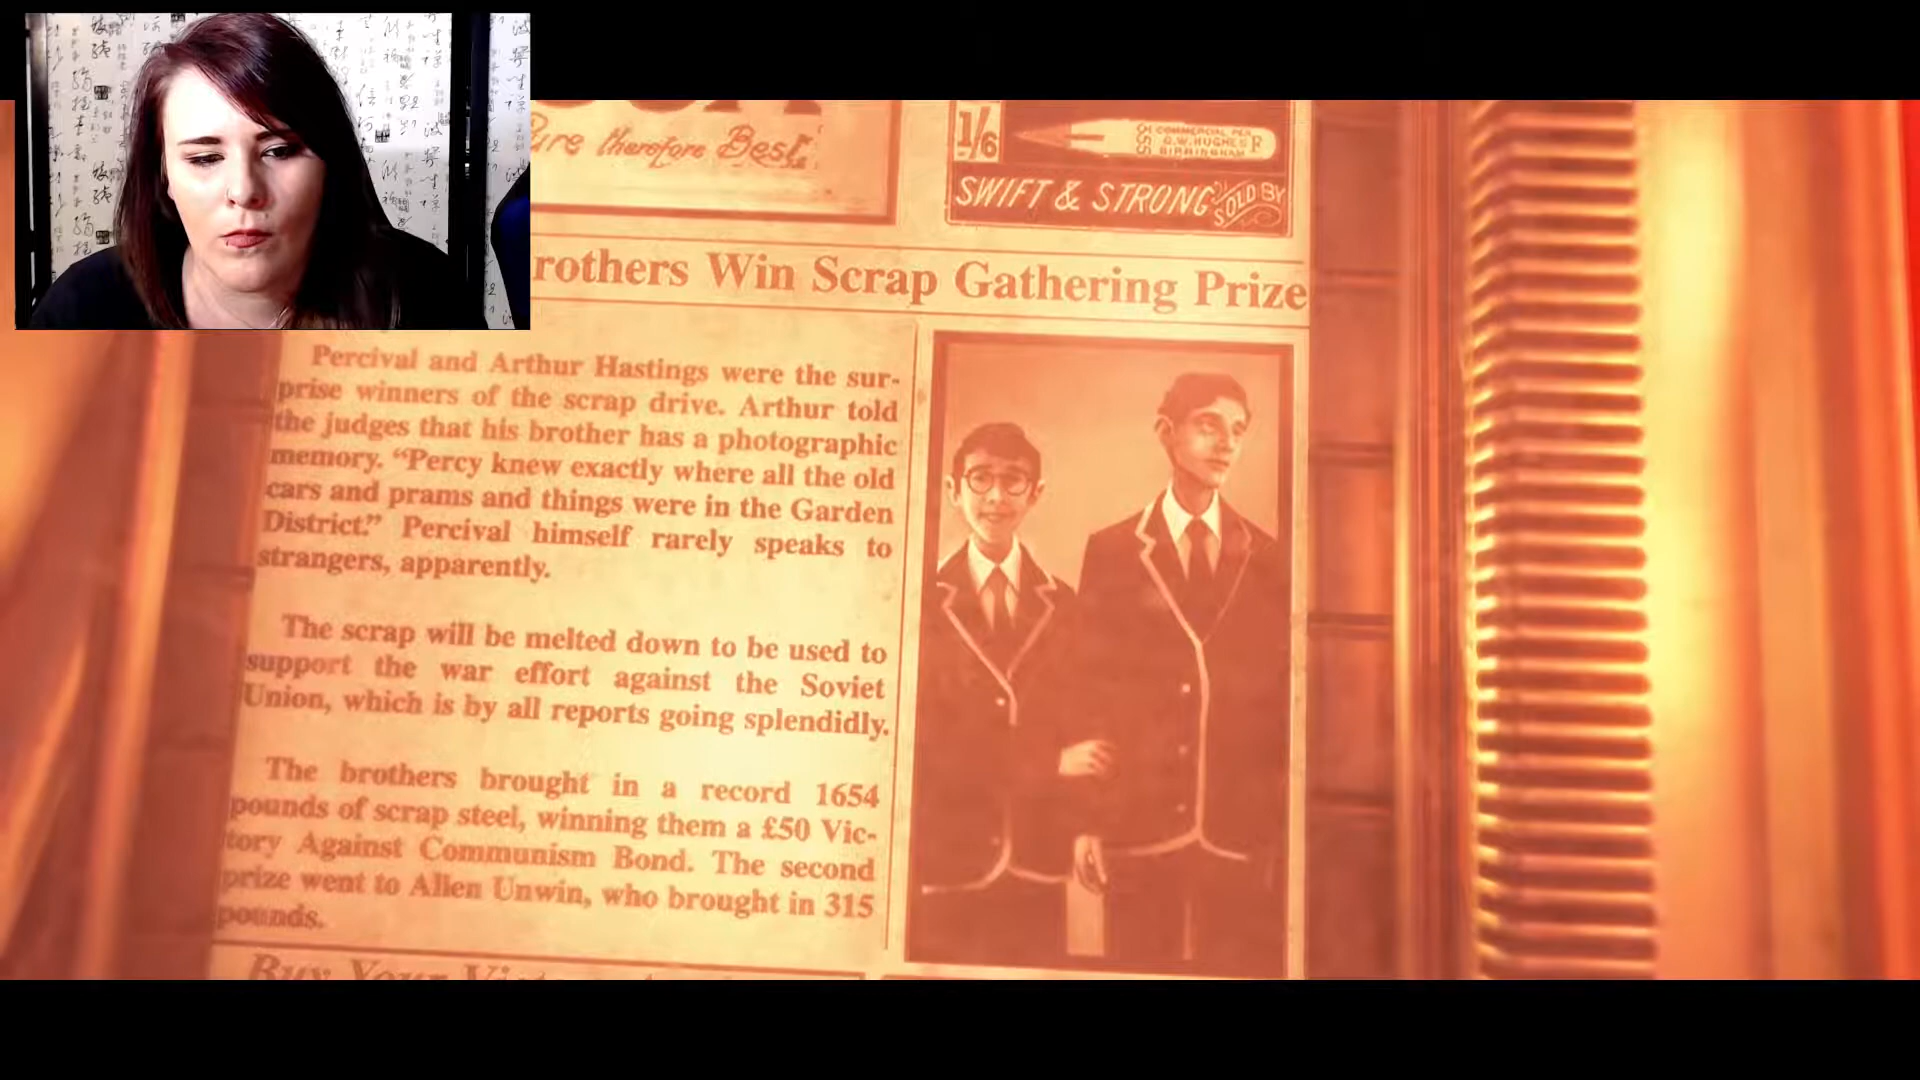 ure therefore Best.
1/6
COMMERCIAL PEN
G.W. HUGHES F
BIRMINGHAM
SWIFT & STRONG SOLD BY
rothers Win Scrap Gathering Prize
Percival and Arthur Hastings were the sur-
prise winners of the scrap drive. Arthur told
the judges that his brother has a photographic
memory. “Percy knew exactly where all the old
cars and prams and things were in the Garden
District.” Percival himself rarely speaks to
strangers, apparently.
The scrap will be melted down to be used to
support the war effort against the Soviet
Union, which is by all reports going splendidly.
The brothers brought in a record 1654
pounds of scrap steel, winning them a £50 Vic-
tory Against Communism Bond. The second
prize went to Allen Unwin, who brought in 315
pounds.
Buy Your